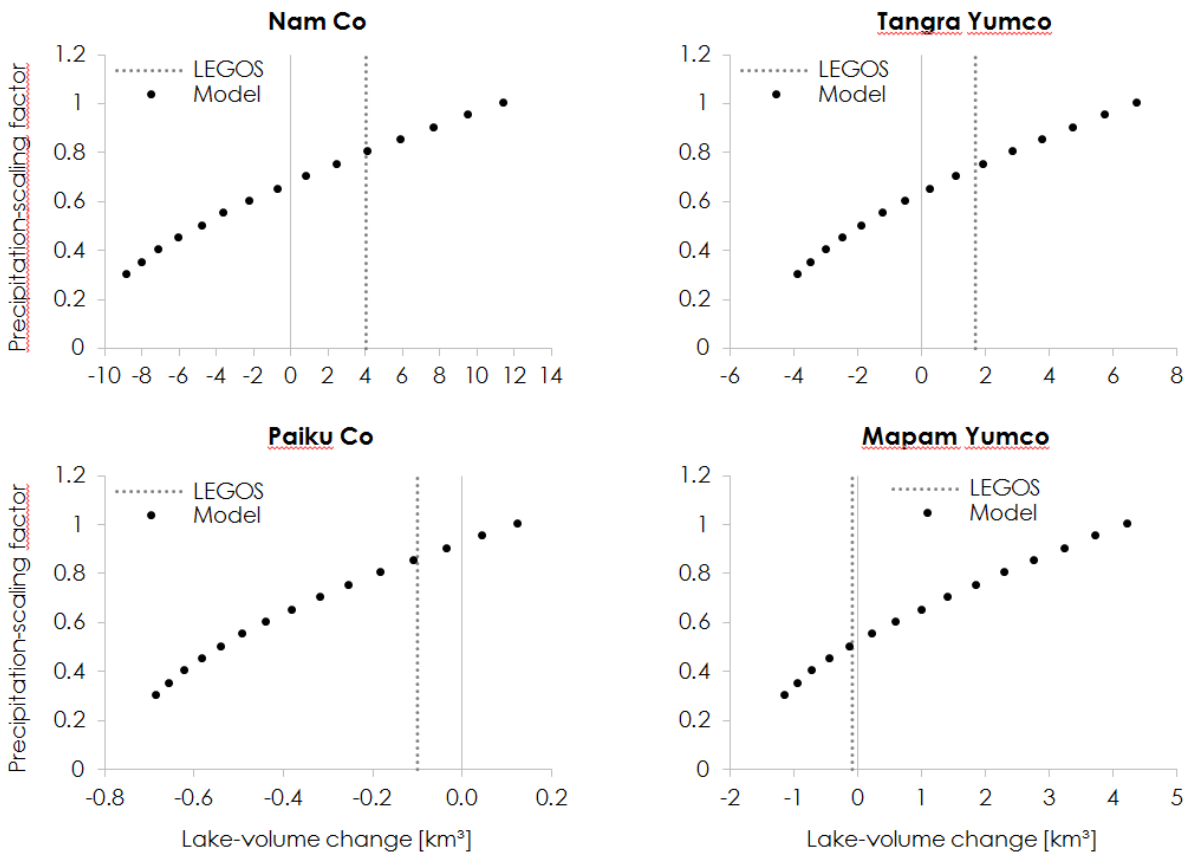 Nam Co
Precipitation-scaling factor
1.2
1
0.8
0.6
0.4
0.2
0
LEGOS
Model
-10 -8 -6 -4 -2 0 2 4 6 8 10 12 14
Tangra Yumco
1.2
1
0.8
0.6
0.4
0.2
0
LEGOS
Model
-6 -4 -2 0 2 4 6 8
Paiku Co
Precipitation-scaling factor
1.2
1
0.8
0.6
0.4
0.2
0
LEGOS
Model
-0.8 -0.6 -0.4 -0.2 0.0 0.2
Lake-volume change [km³]
Mapam Yumco
1.2
1
0.8
0.6
0.4
0.2
0
LEGOS
Model
-2 -1 0 1 2 3 4 5
Lake-volume change [km³]